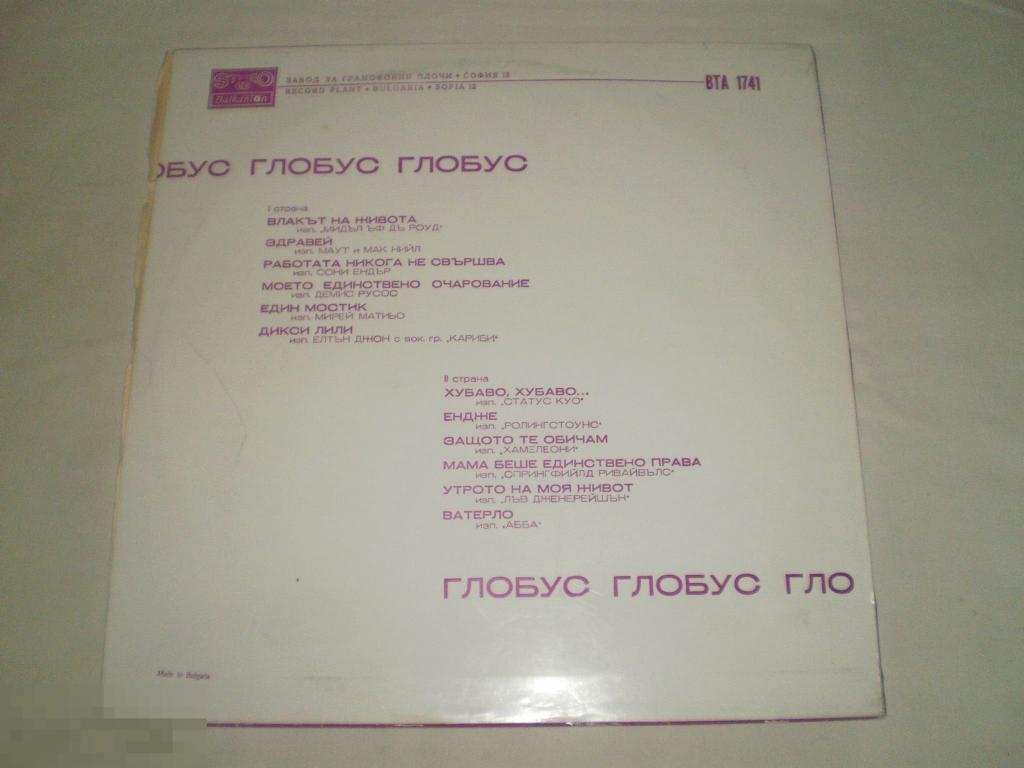 Balkanton
ЗАВОД ЗА ГРАМОФОННИ ПЛОЧИ • СОФИЯ 12
RECORD PLANT • BULGARIA • SOFIA 12
ВТА 1741
ОБУС ГЛОБУС ГЛОБУС
I страна
ВЛАКЪТ НА ЖИВОТА
изп. „МИДЪЛ ЪФ ДЪ РОУД"
ЗДРАВЕЙ
изп. МАУТ и МАК НИЙЛ
РАБОТАТА НИКОГА НЕ СВЪРШВА
изп. СОНИ ЕНДЪР
МОЕТО ЕДИНСТВЕНО ОЧАРОВАНИЕ
изп. ДЕМИС РУСОС
ЕДИН МОСТИК
изп. МИРЕЙ МАТИЬО
ДИКСИ ЛИЛИ
изп. ЕЛТЪН ДЖОН с вок. гр. „КАРИБИ"
II страна
ХУБАВО, ХУБАВО...
изп. „СТАТУС КУО"
ЕНДЖЕ
изп. „РОЛИНГСТОУНС"
ЗАЩОТО ТЕ ОБИЧАМ
изп. „ХАМЕЛЕОНИ"
МАМА БЕШЕ ЕДИНСТВЕНО ПРАВА
изп. „СПРИНГФИЙЛД РИВАЙВЪЛС"
УТРОТО НА МОЯ ЖИВОТ
изп. „ЛЪВ ДЖЕНЕРЕЙШЪН"
ВАТЕРЛО
изп. „АББА"
ГЛОБУС ГЛОБУС ГЛО
Made in Bulgaria